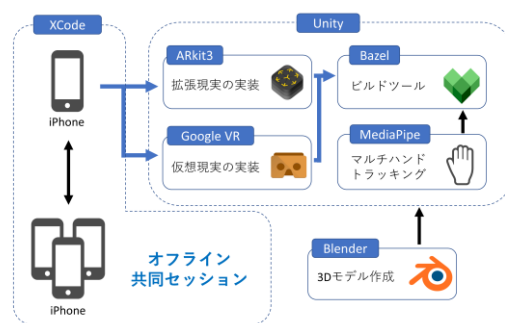 XCode
iPhone
iPhone
オフライン
共同セッション
Unity
ARkit3
拡張現実の実装
Google VR
仮想現実の実装
Bazel
ビルドツール
MediaPipe
マルチハンド
トラッキング
Blender
3Dモデル作成